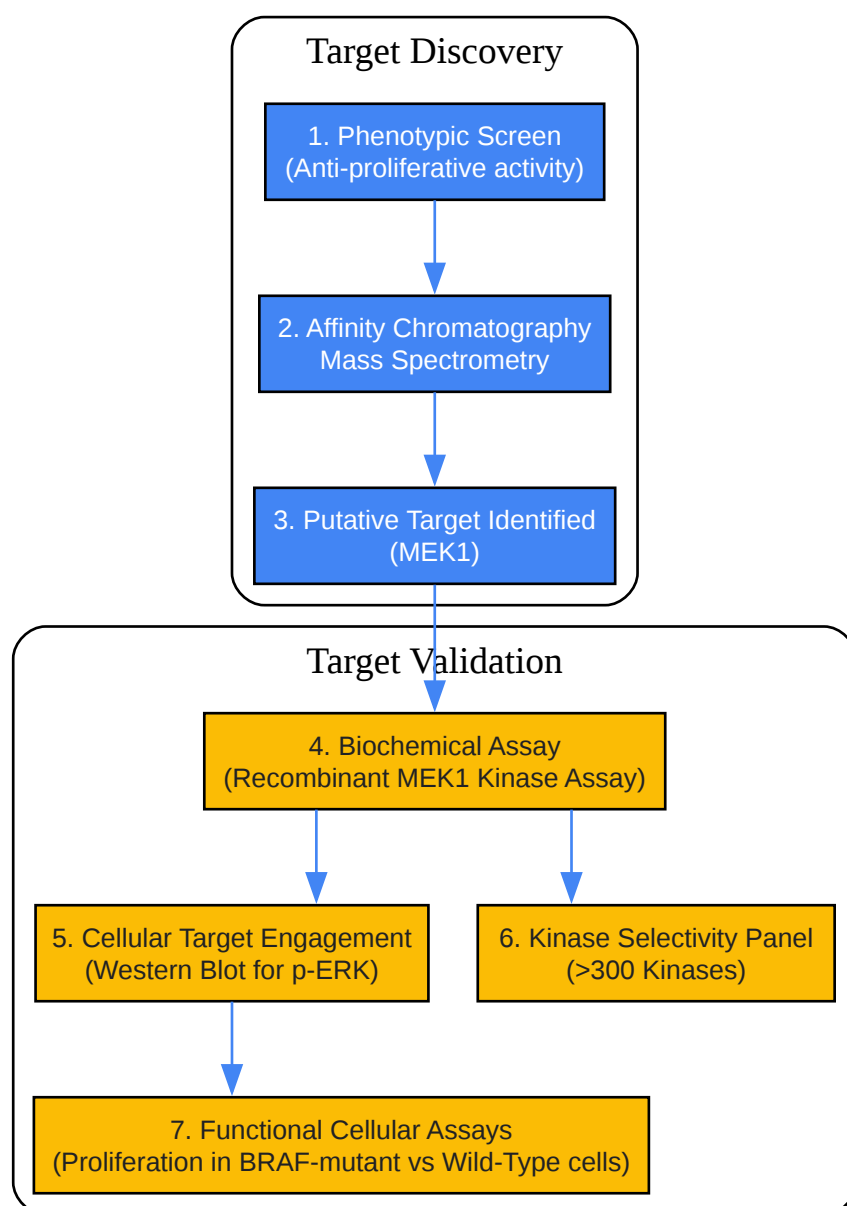 Target Discovery
1. Phenotypic Screen
(Anti-proliferative activity)
2. Affinity Chromatography
Mass Spectrometry
3. Putative Target Identified
(MEK1)
Target Validation
4. Biochemical Assay
(Recombinant MEK1 Kinase Assay)
5. Cellular Target Engagement
(Western Blot for p-ERK)
6. Kinase Selectivity Panel
(>300 Kinases)
7. Functional Cellular Assays
(Proliferation in BRAF-mutant vs Wild-Type cells)